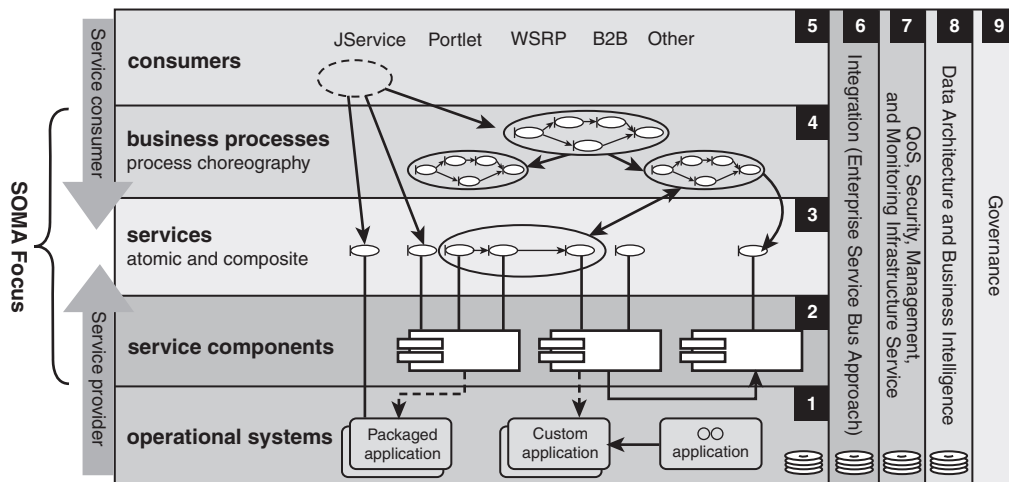 SOMA Focus
Service consumer
Service provider
JService Portlet WSRP B2B Other
consumers
5
business processes
process choreography
4
services
atomic and composite
3
service components
2
operational systems
1
Packaged
application
Custom
application
OO
application
6
Integration (Enterprise Service Bus Approach)
7
QoS, Security, Management,
and Monitoring Infrastructure Service
8
Data Architecture and Business Intelligence
9
Governance